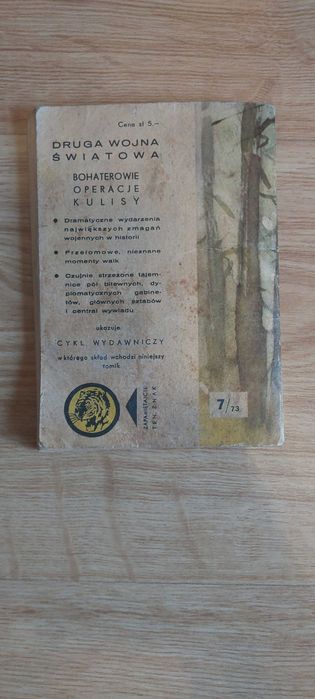 Cena zł 5.–
DRUGA WOJNA
ŚWIATOWA
BOHATEROWIE
OPERACJE
KULISY
● Dramatyczne wydarzenia
największych zmagań
wojennych w historii
● Przełomowe, nieznane
momenty walk
● Czujnie strzeżone tajem-
nice pól bitewnych, dy-
plomatycznych gabine-
tów, głównych sztabów
i central wywiadu
ukazuje
CYKL WYDAWNICZY
w którego skład wchodzi niniejszy
tomik
ZAPAMIĘTAJCIE
TEN ZNAK
7/73